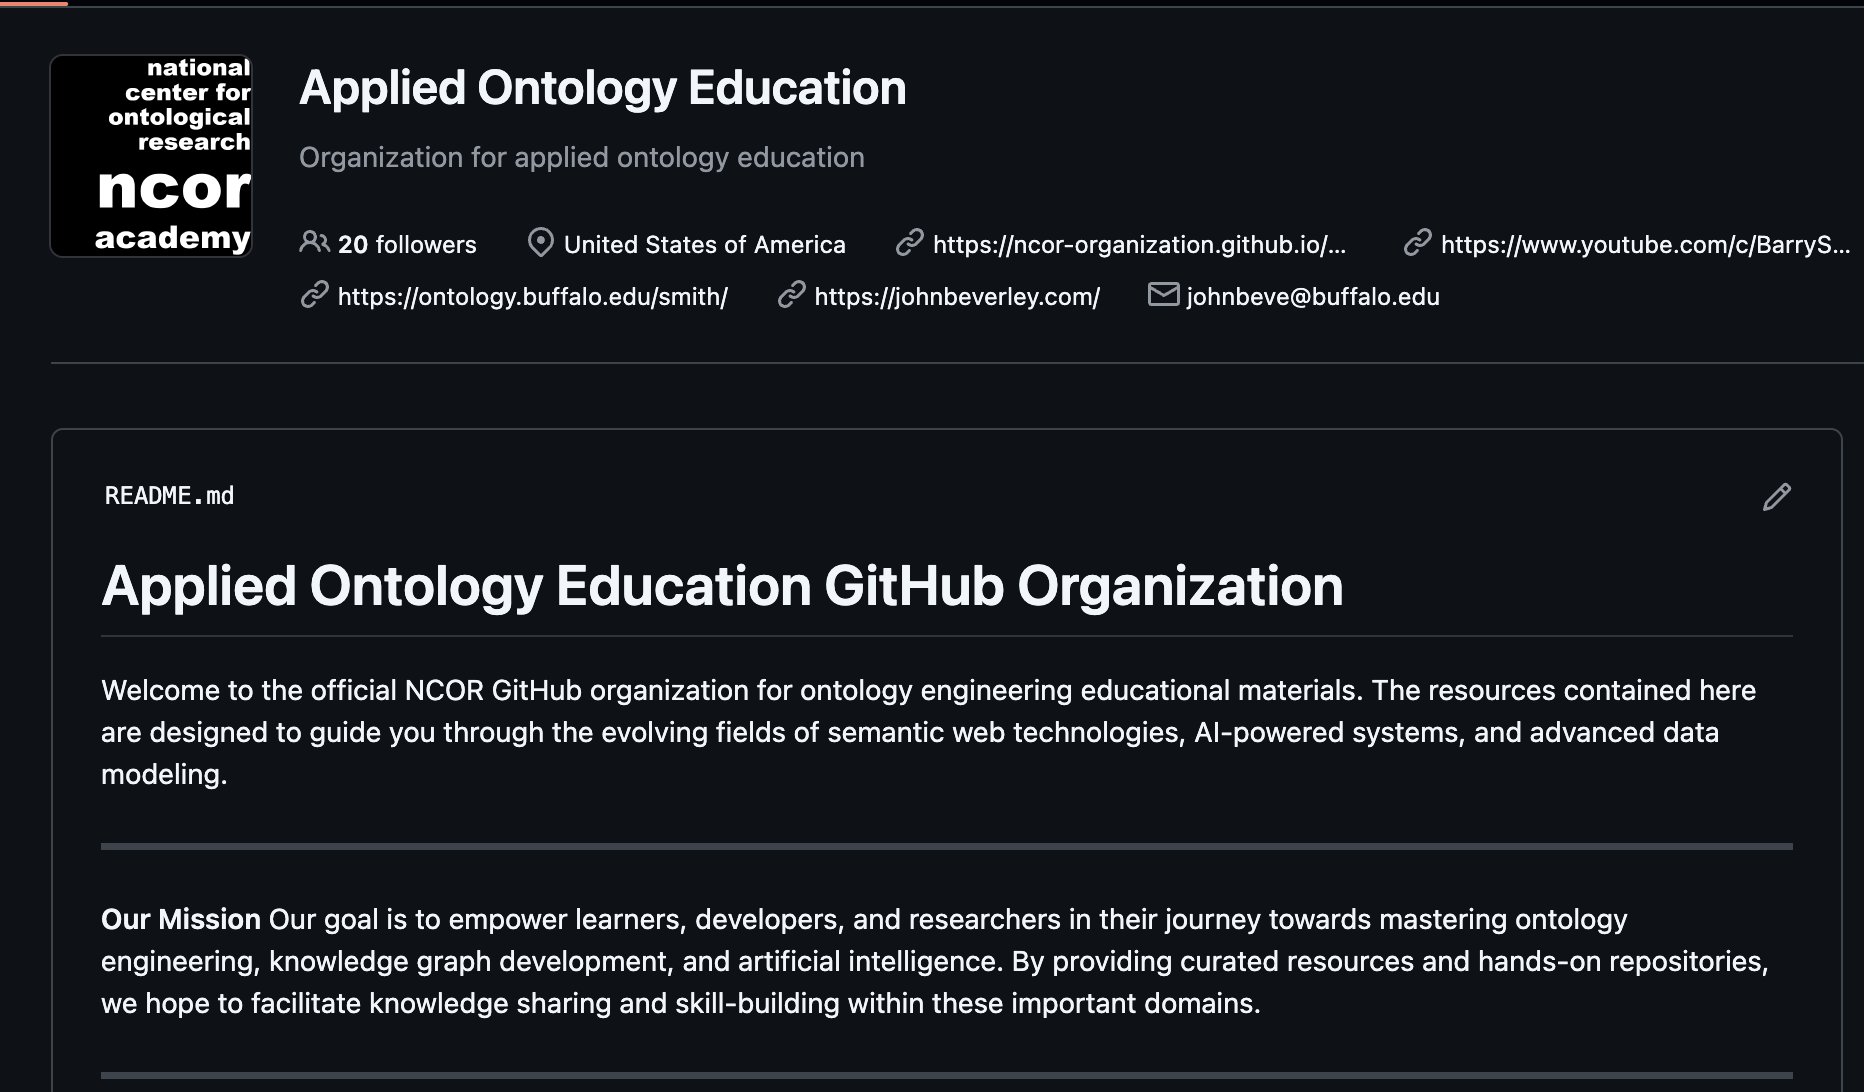 national
center for
ontological
research
ncor
academy
Applied Ontology Education
Organization for applied ontology education
20 followers United States of America https://ncor-organization.github.io/... https://www.youtube.com/c/BarryS...
https://ontology.buffalo.edu/smith/ https://johnbeverley.com/ johnbeve@buffalo.edu
README.md
Applied Ontology Education GitHub Organization
Welcome to the official NCOR GitHub organization for ontology engineering educational materials. The resources contained here
are designed to guide you through the evolving fields of semantic web technologies, AI-powered systems, and advanced data
modeling.
Our Mission Our goal is to empower learners, developers, and researchers in their journey towards mastering ontology
engineering, knowledge graph development, and artificial intelligence. By providing curated resources and hands-on repositories,
we hope to facilitate knowledge sharing and skill-building within these important domains.